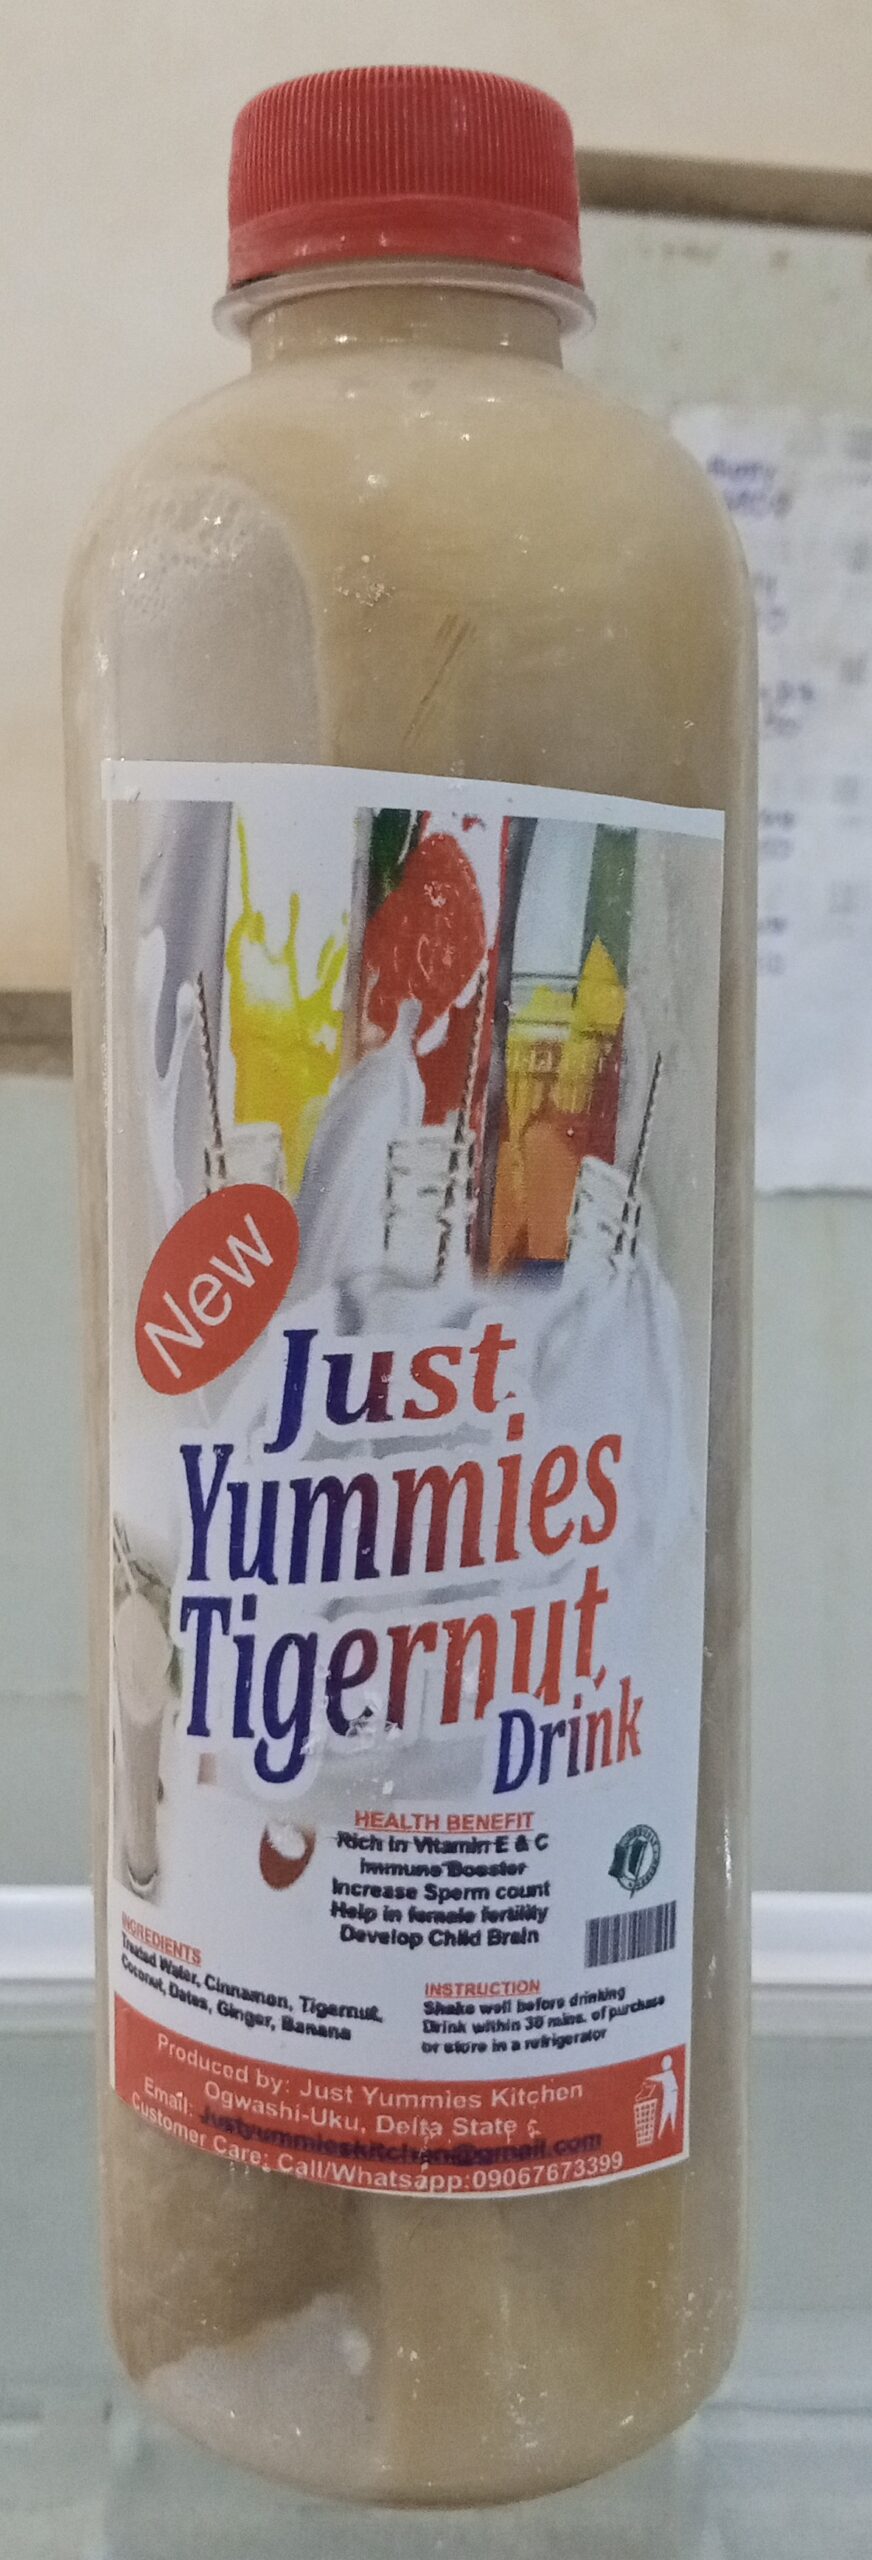 New
Just
Yummies
Tigernut
Drink
HEALTH BENEFIT
Rich in Vitamin E & C
Immune Booster
Increase Sperm count
Help in female fertility
Develop Child Brain
INGREDIENTS
Treated Water, Cinnamon, Tigernut,
Coconut, Dates, Ginger, Banana
INSTRUCTION
Shake well before drinking
Drink within 30 mins. of purchase
or store in a refrigerator
Produced by: Just Yummies Kitchen
Ogwashi-Uku, Delta State
Email: justyummieskitchen@gmail.com
Customer Care: Call/Whatsapp:09067673399